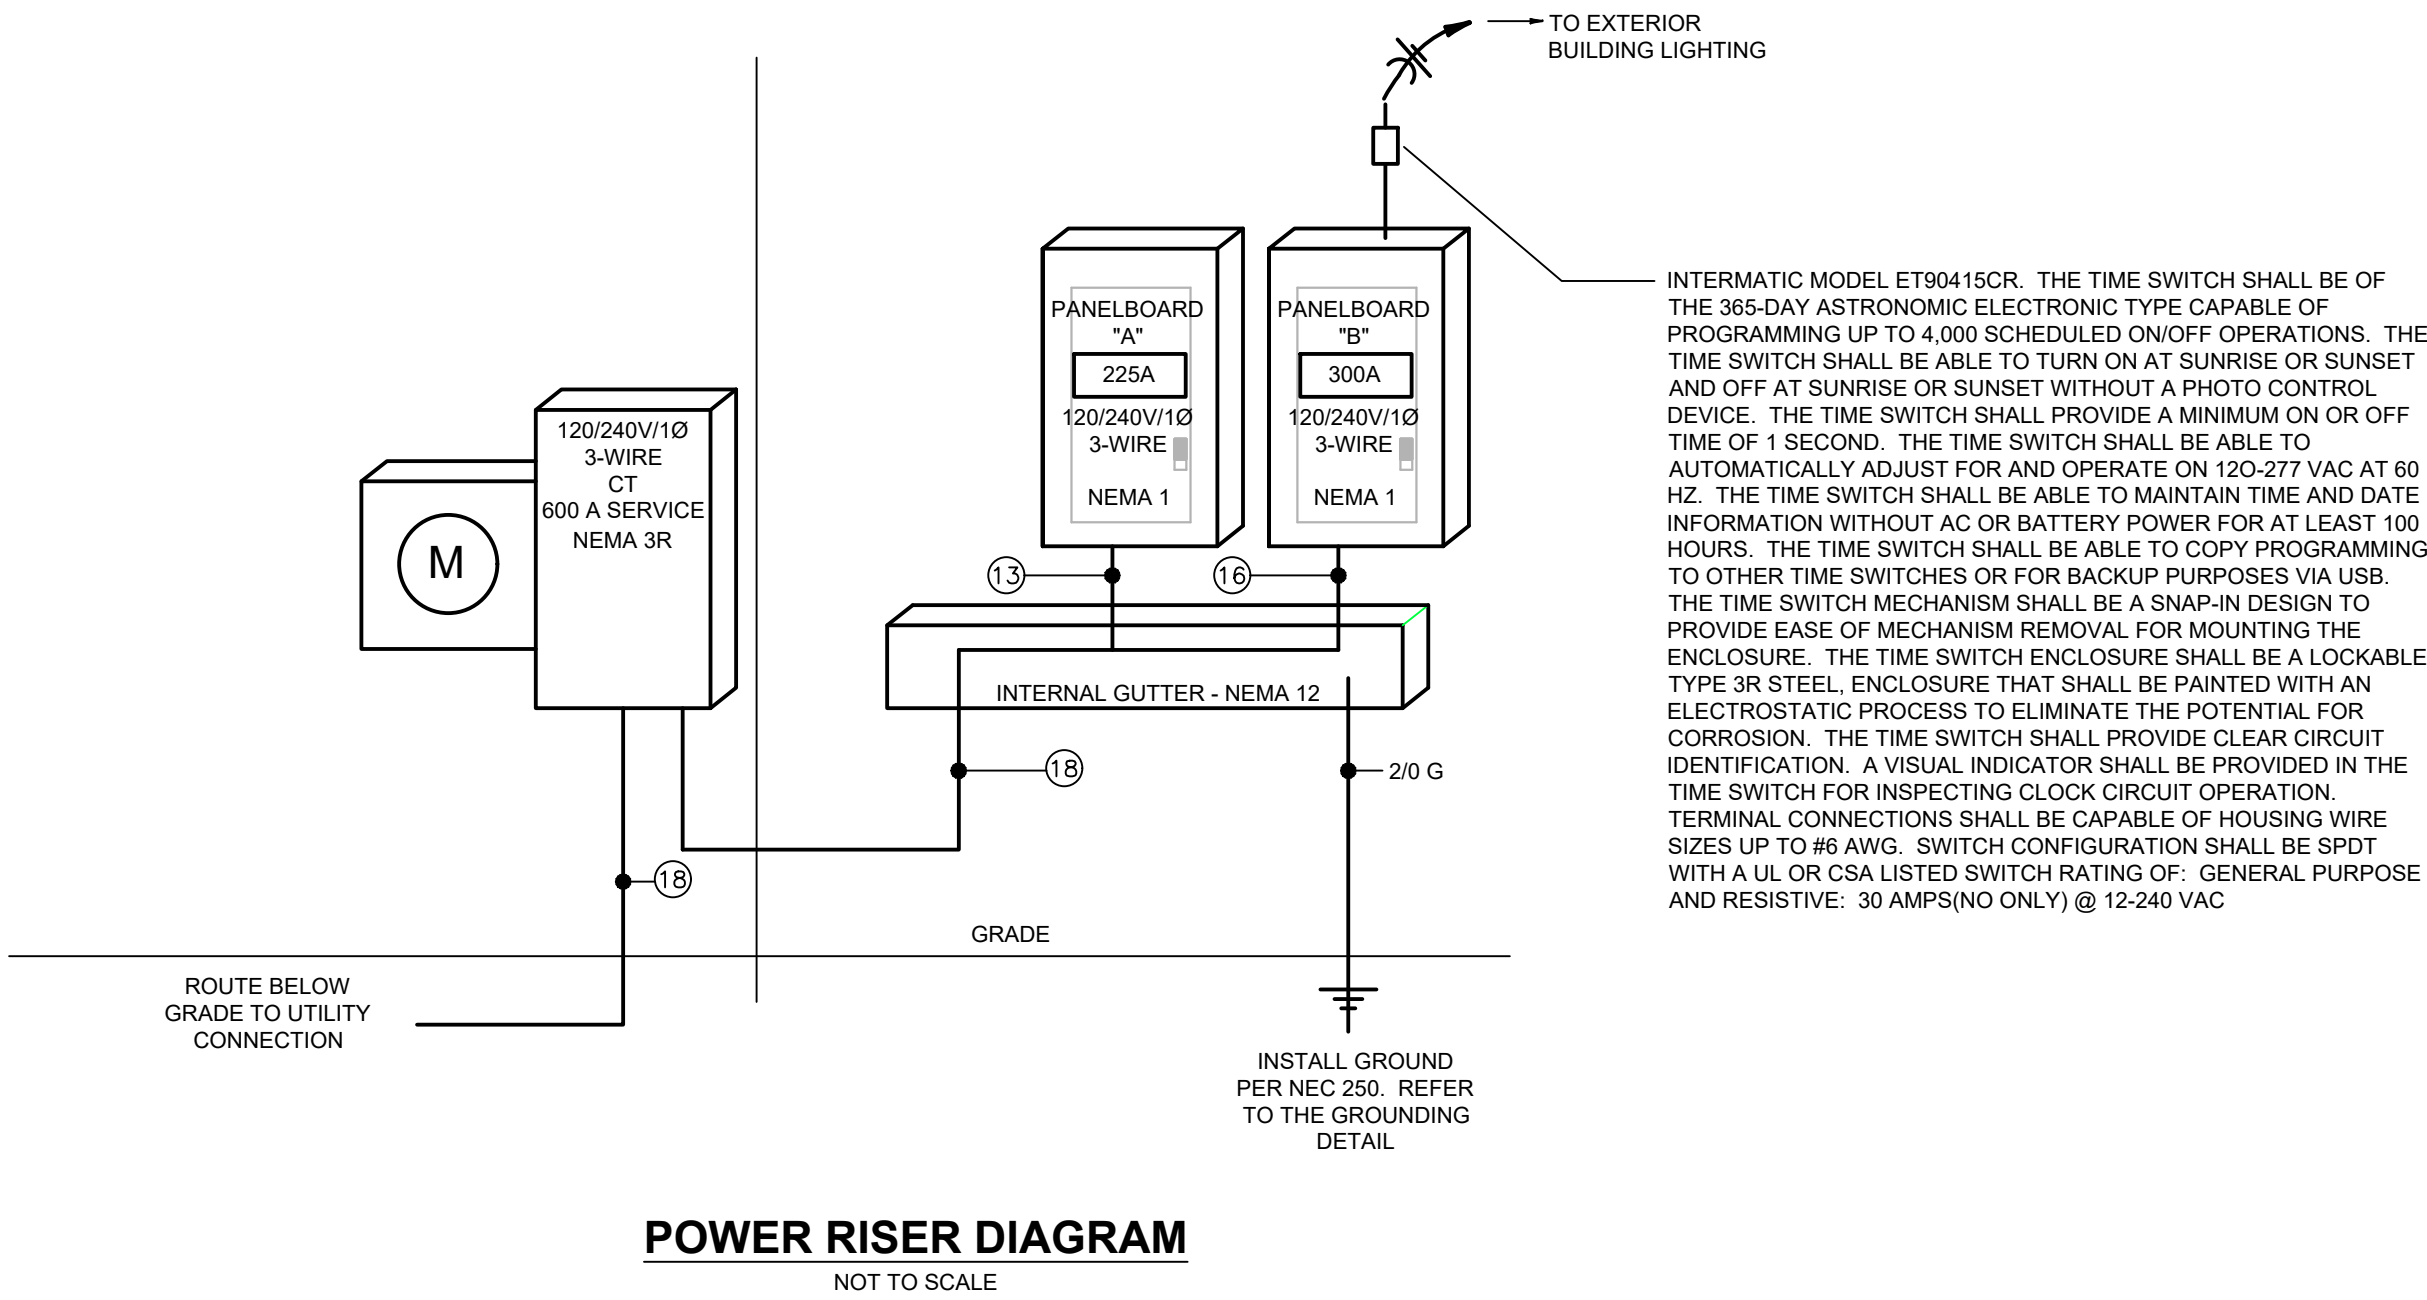 TO EXTERIOR
BUILDING LIGHTING
PANELBOARD
"A"
225A
120/240V/1Ø
3-WIRE
NEMA 1
PANELBOARD
"B"
300A
120/240V/1Ø
3-WIRE
NEMA 1
INTERMATIC MODEL ET90415CR. THE TIME SWITCH SHALL BE OF
THE 365-DAY ASTRONOMIC ELECTRONIC TYPE CAPABLE OF
PROGRAMMING UP TO 4,000 SCHEDULED ON/OFF OPERATIONS. THE
TIME SWITCH SHALL BE ABLE TO TURN ON AT SUNRISE OR SUNSET
AND OFF AT SUNRISE OR SUNSET WITHOUT A PHOTO CONTROL
DEVICE. THE TIME SWITCH SHALL PROVIDE A MINIMUM ON OR OFF
TIME OF 1 SECOND. THE TIME SWITCH SHALL BE ABLE TO
AUTOMATICALLY ADJUST FOR AND OPERATE ON 12O-277 VAC AT 60
HZ. THE TIME SWITCH SHALL BE ABLE TO MAINTAIN TIME AND DATE
INFORMATION WITHOUT AC OR BATTERY POWER FOR AT LEAST 100
HOURS. THE TIME SWITCH SHALL BE ABLE TO COPY PROGRAMMING
TO OTHER TIME SWITCHES OR FOR BACKUP PURPOSES VIA USB.
THE TIME SWITCH MECHANISM SHALL BE A SNAP-IN DESIGN TO
PROVIDE EASE OF MECHANISM REMOVAL FOR MOUNTING THE
ENCLOSURE. THE TIME SWITCH ENCLOSURE SHALL BE A LOCKABLE
TYPE 3R STEEL, ENCLOSURE THAT SHALL BE PAINTED WITH AN
ELECTROSTATIC PROCESS TO ELIMINATE THE POTENTIAL FOR
CORROSION. THE TIME SWITCH SHALL PROVIDE CLEAR CIRCUIT
IDENTIFICATION. A VISUAL INDICATOR SHALL BE PROVIDED IN THE
TIME SWITCH FOR INSPECTING CLOCK CIRCUIT OPERATION.
TERMINAL CONNECTIONS SHALL BE CAPABLE OF HOUSING WIRE
SIZES UP TO #6 AWG. SWITCH CONFIGURATION SHALL BE SPDT
WITH A UL OR CSA LISTED SWITCH RATING OF: GENERAL PURPOSE
AND RESISTIVE: 30 AMPS(NO ONLY) @ 12-240 VAC
120/240V/1Ø
3-WIRE
CT
600 A SERVICE
NEMA 3R
M
13
16
INTERNAL GUTTER - NEMA 12
18
2/0 G
18
GRADE
ROUTE BELOW
GRADE TO UTILITY
CONNECTION
INSTALL GROUND
PER NEC 250. REFER
TO THE GROUNDING
DETAIL
POWER RISER DIAGRAM
NOT TO SCALE